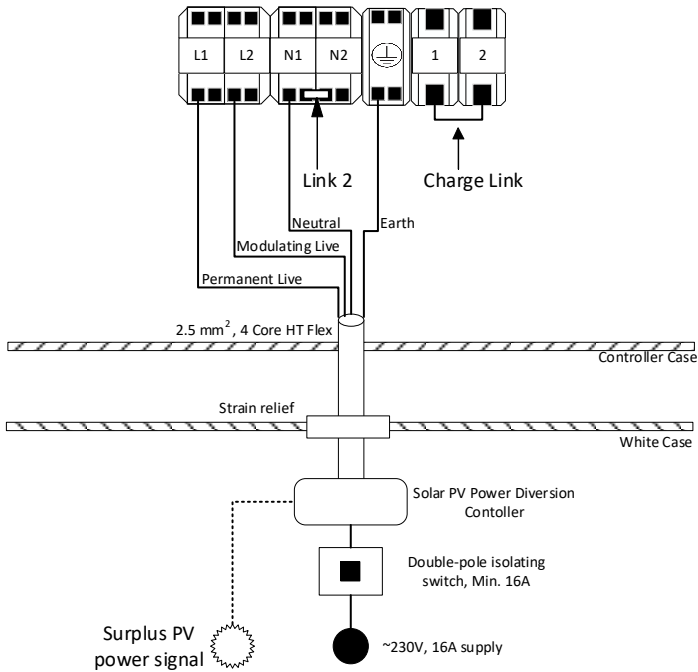 L1 L2 N1 N2 1 2
Link 2
Charge Link
Neutral
Earth
Modulating Live
Permanent Live
2.5 mm², 4 Core HT Flex
Controller Case
Strain relief
White Case
Solar PV Power Diversion
Contoller
Double-pole isolating
switch, Min. 16A
Surplus PV
power signal
~230V, 16A supply